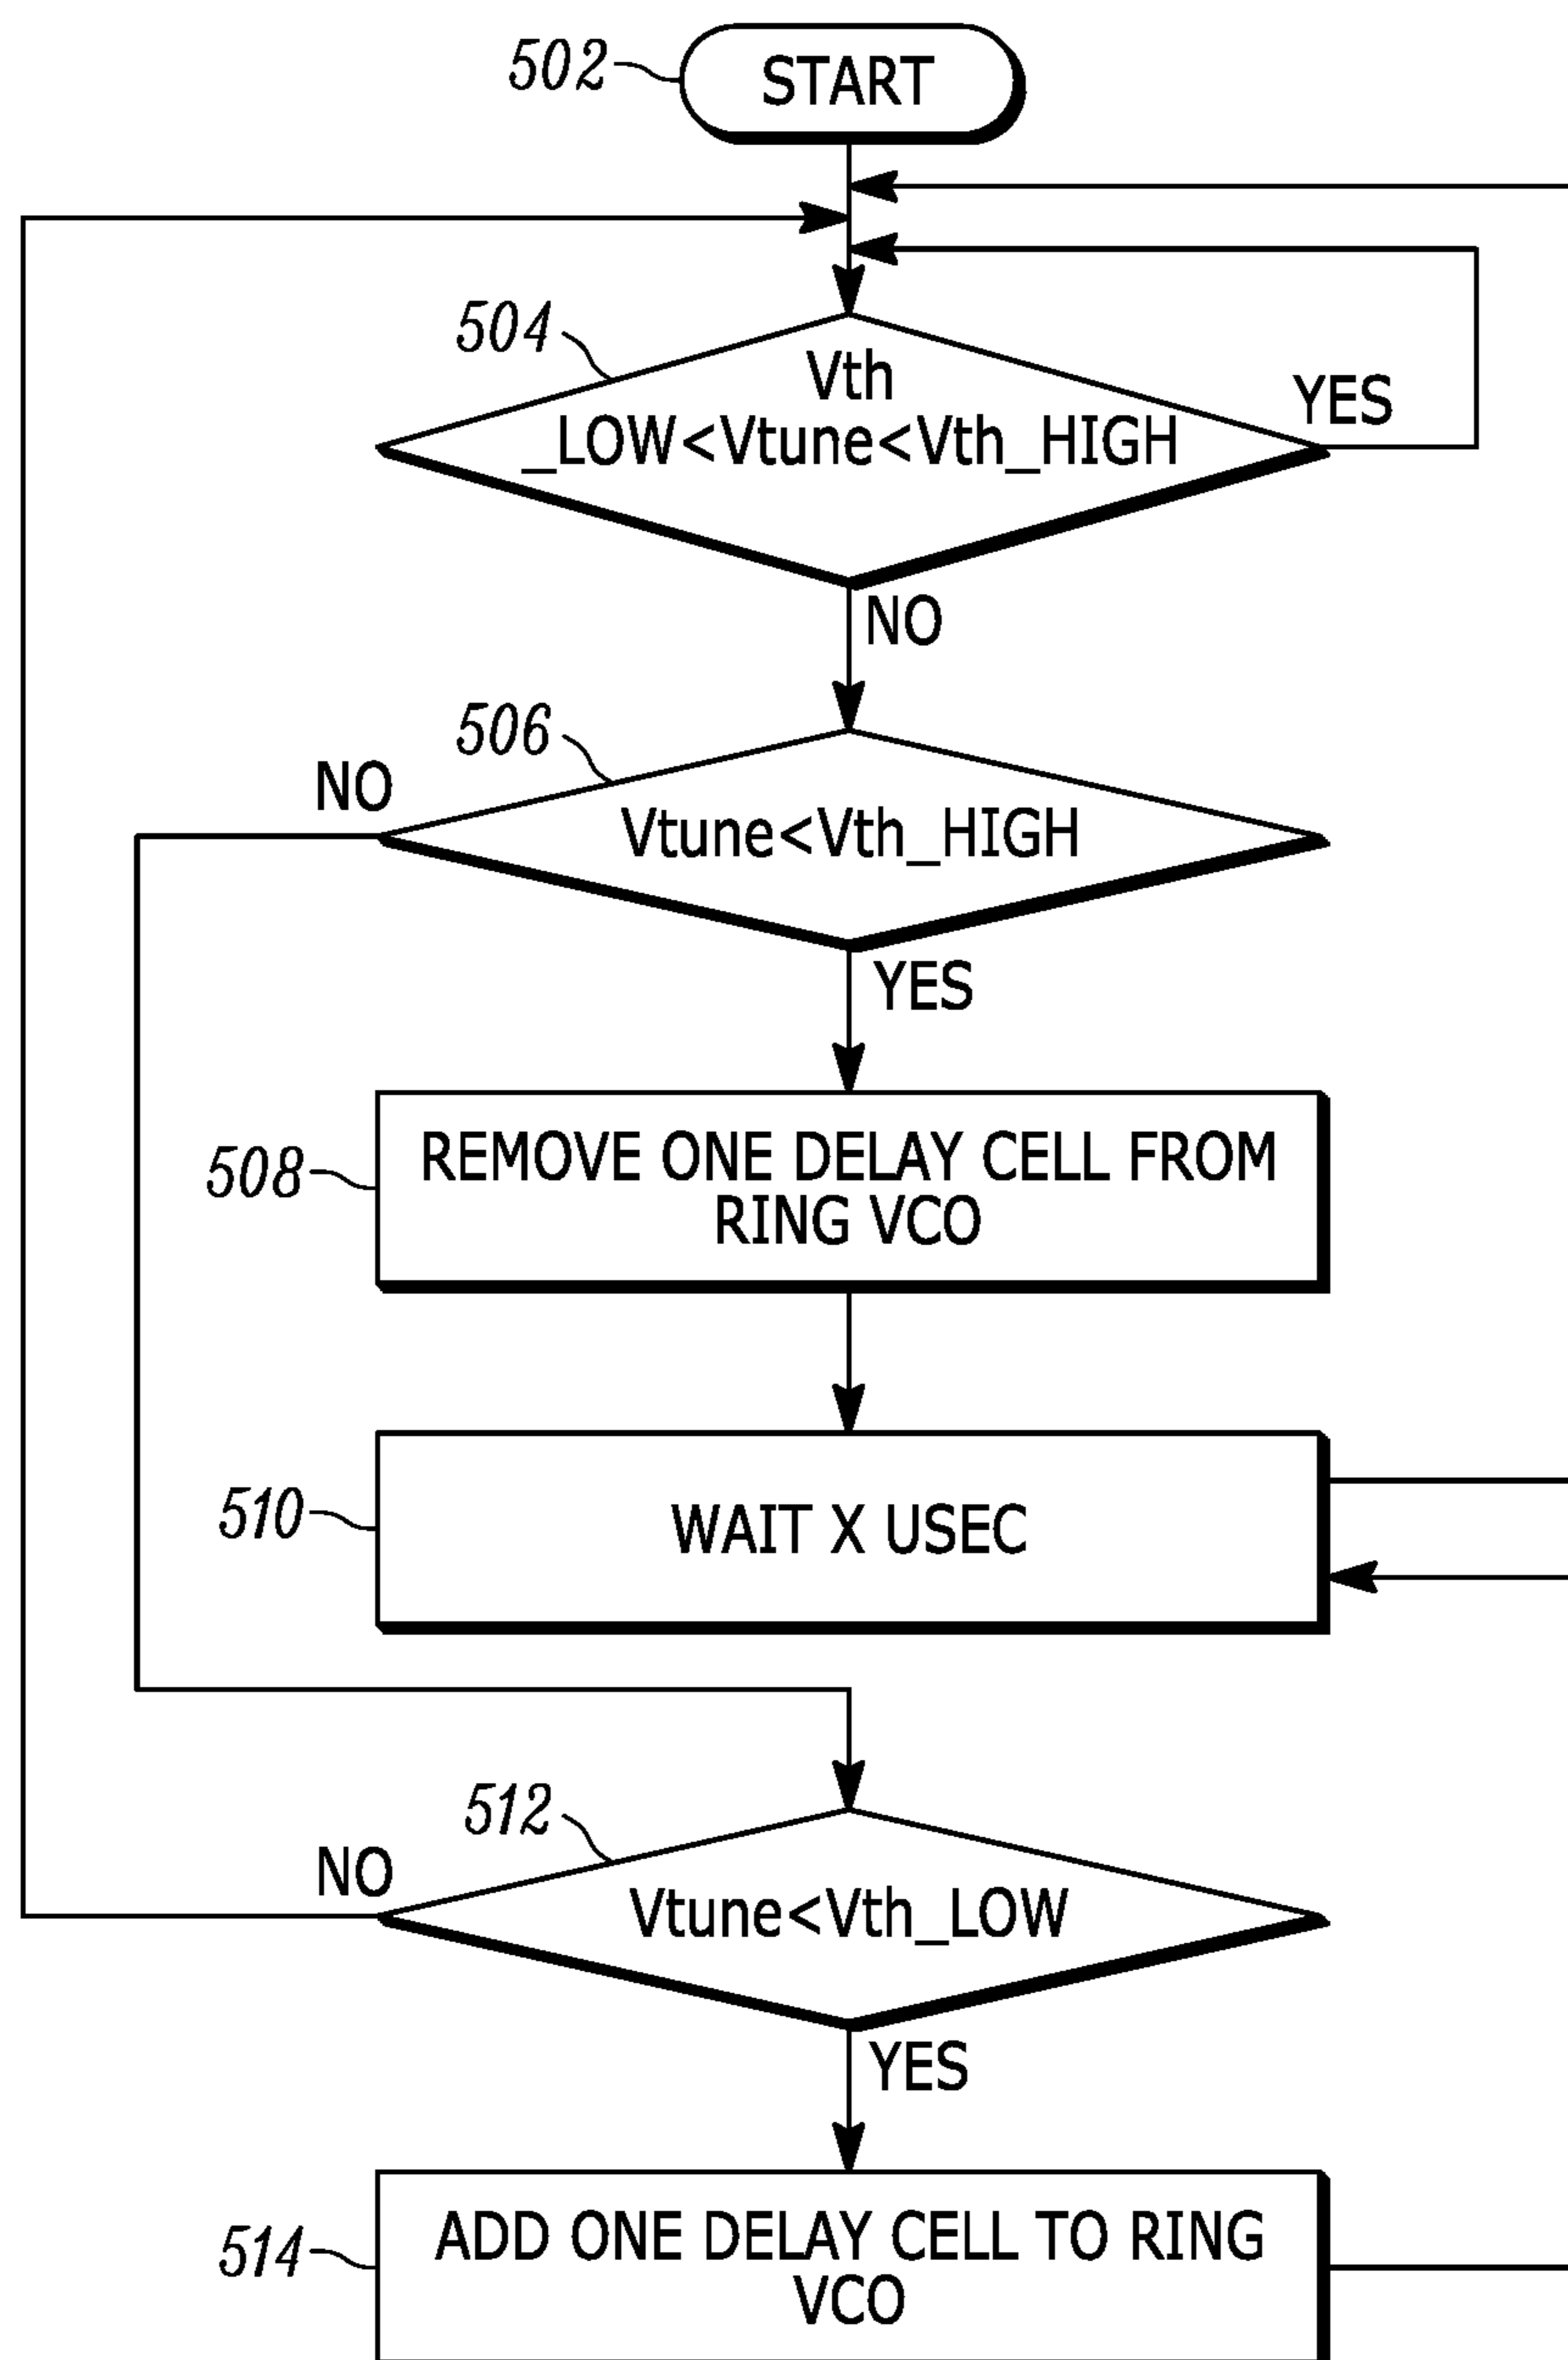 502
START
504
Vth
_LOW<Vtune<Vth_HIGH
YES
NO
506
NO
Vtune<Vth_HIGH
YES
508
REMOVE ONE DELAY CELL FROM
RING VCO
510
WAIT X USEC
512
NO
Vtune<Vth_LOW
YES
514
ADD ONE DELAY CELL TO RING
VCO